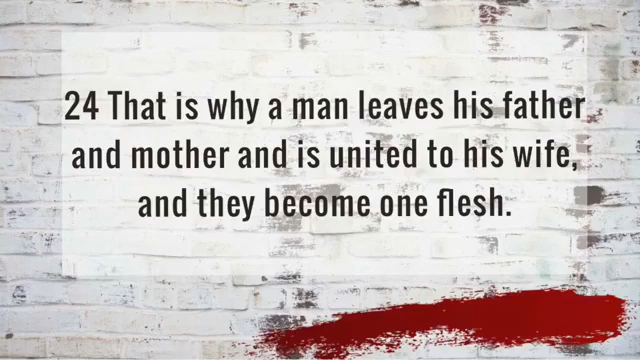 24 That is why a man leaves his father
and mother and is united to his wife,
and they become one flesh.